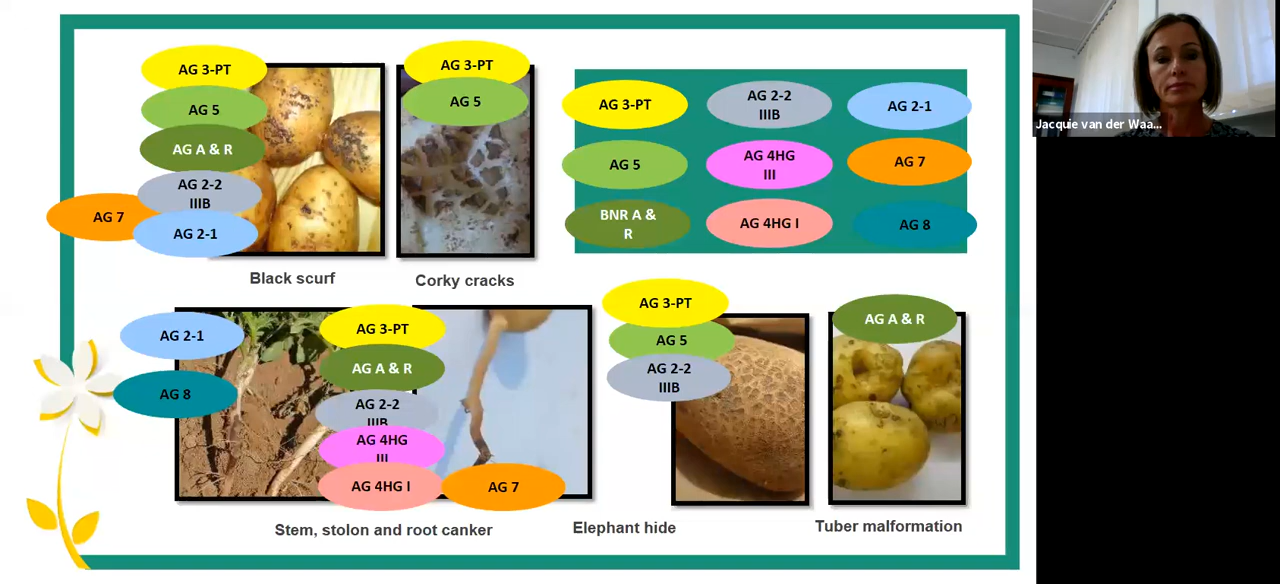 AG 3-PT
AG 5
AG A & R
AG 2-2
IIIB
AG 7
AG 2-1
Black scurf
AG 3-PT
AG 5
Corky cracks
AG 3-PT
AG 2-2
IIIB
AG 2-1
AG 5
AG 4HG
III
AG 7
BNR A &
R
AG 4HG I
AG 8
Jacquie van der Waa...
AG 2-1
AG 8
AG 3-PT
AG A & R
AG 2-2
IIIB
AG 4HG
III
AG 4HG I
AG 7
Stem, stolon and root canker
AG 3-PT
AG 5
AG 2-2
IIIB
Elephant hide
AG A & R
Tuber malformation